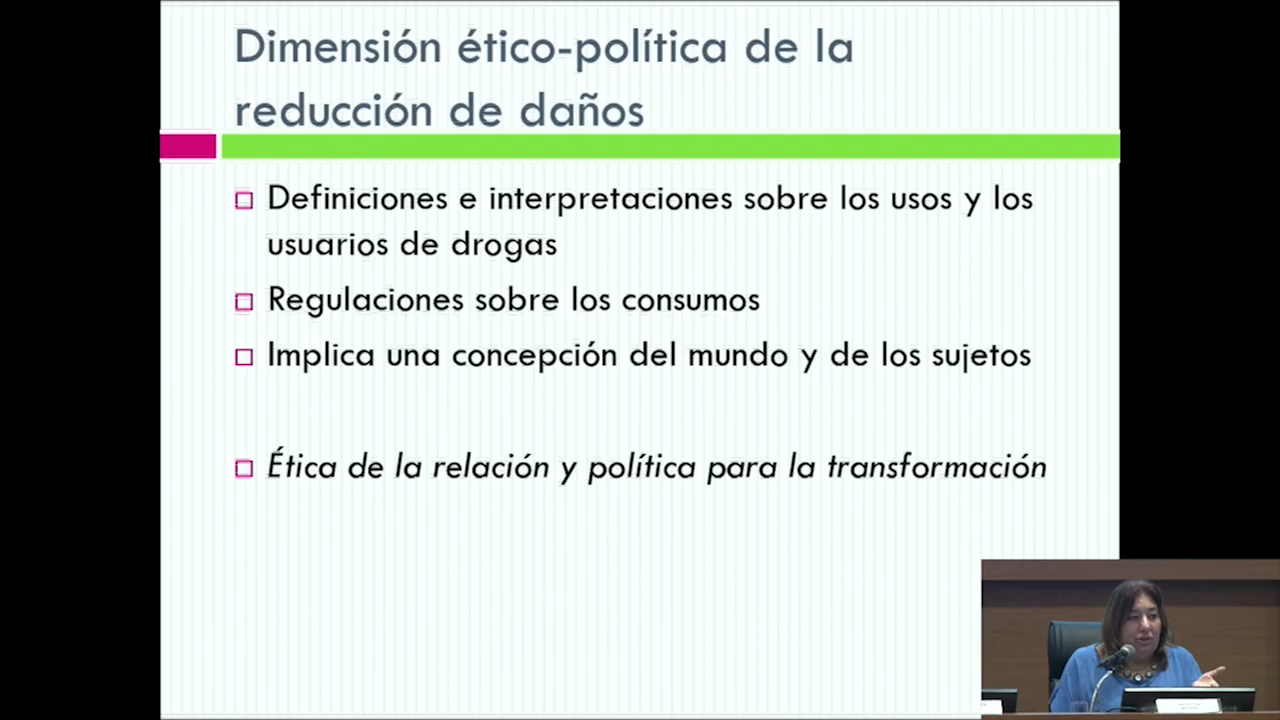 Dimensión ético-política de la
reducción de daños
Definiciones e interpretaciones sobre los usos y los
usuarios de drogas
Regulaciones sobre los consumos
Implica una concepción del mundo y de los sujetos
Ética de la relación y política para la transformación